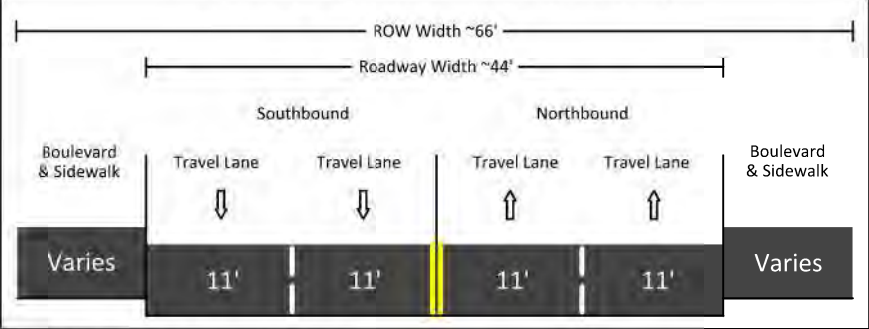 ROW Width ~66'
Roadway Width ~44'
Southbound
Northbound
Boulevard
& Sidewalk
Travel Lane
Travel Lane
Travel Lane
Travel Lane
Boulevard
& Sidewalk
Varies
11'
11'
11'
11'
Varies